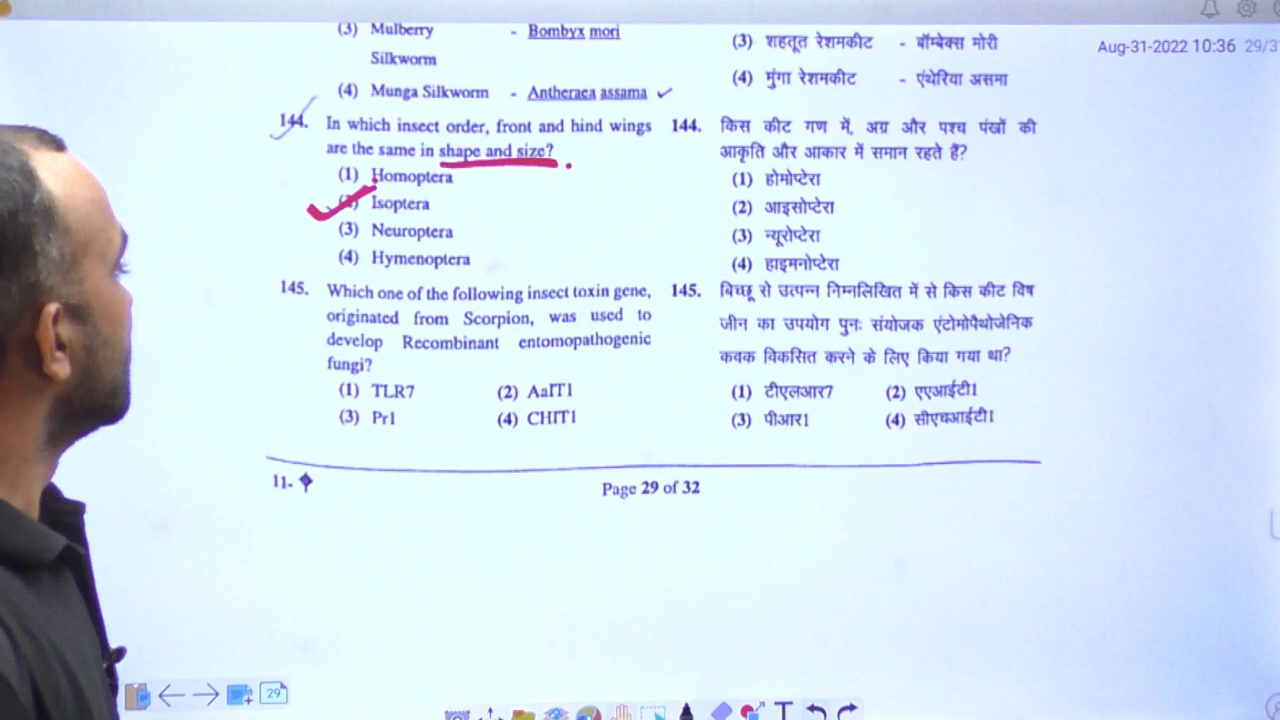 Aug-31-2022 10:36 29/3
(3) Mulberry - Bombyx mori
Silkworm
(4) Munga Silkworm - Antheraea assama
144. In which insect order, front and hind wings
are the same in shape and size?
(1) Homoptera
(2) Isoptera
(3) Neuroptera
(4) Hymenoptera
145. Which one of the following insect toxin gene,
originated from Scorpion, was used to
develop Recombinant entomopathogenic
fungi?
(1) TLR7 (2) AaIT1
(3) Pr1 (4) CHIT1
(3) शहतूत रेशमकीट - बॉम्बेक्स मोरी
(4) मुंगा रेशमकीट - एंथेरिया असमा
144. किस कीट गण में, अग्र और पश्च पंखों की
आकृति और आकार में समान रहते हैं?
(1) होमोप्टेरा
(2) आइसोप्टेरा
(3) न्यूरोप्टेरा
(4) हाइमनोप्टेरा
145. बिच्छू से उत्पन्न निम्नलिखित में से किस कीट विष
जीन का उपयोग पुनः संयोजक एंटोमोपैथोजेनिक
कवक विकसित करने के लिए किया गया था?
(1) टीएलआर7 (2) एएआईटी1
(3) पीआर1 (4) सीएचआईटी1
11- Page 29 of 32
29